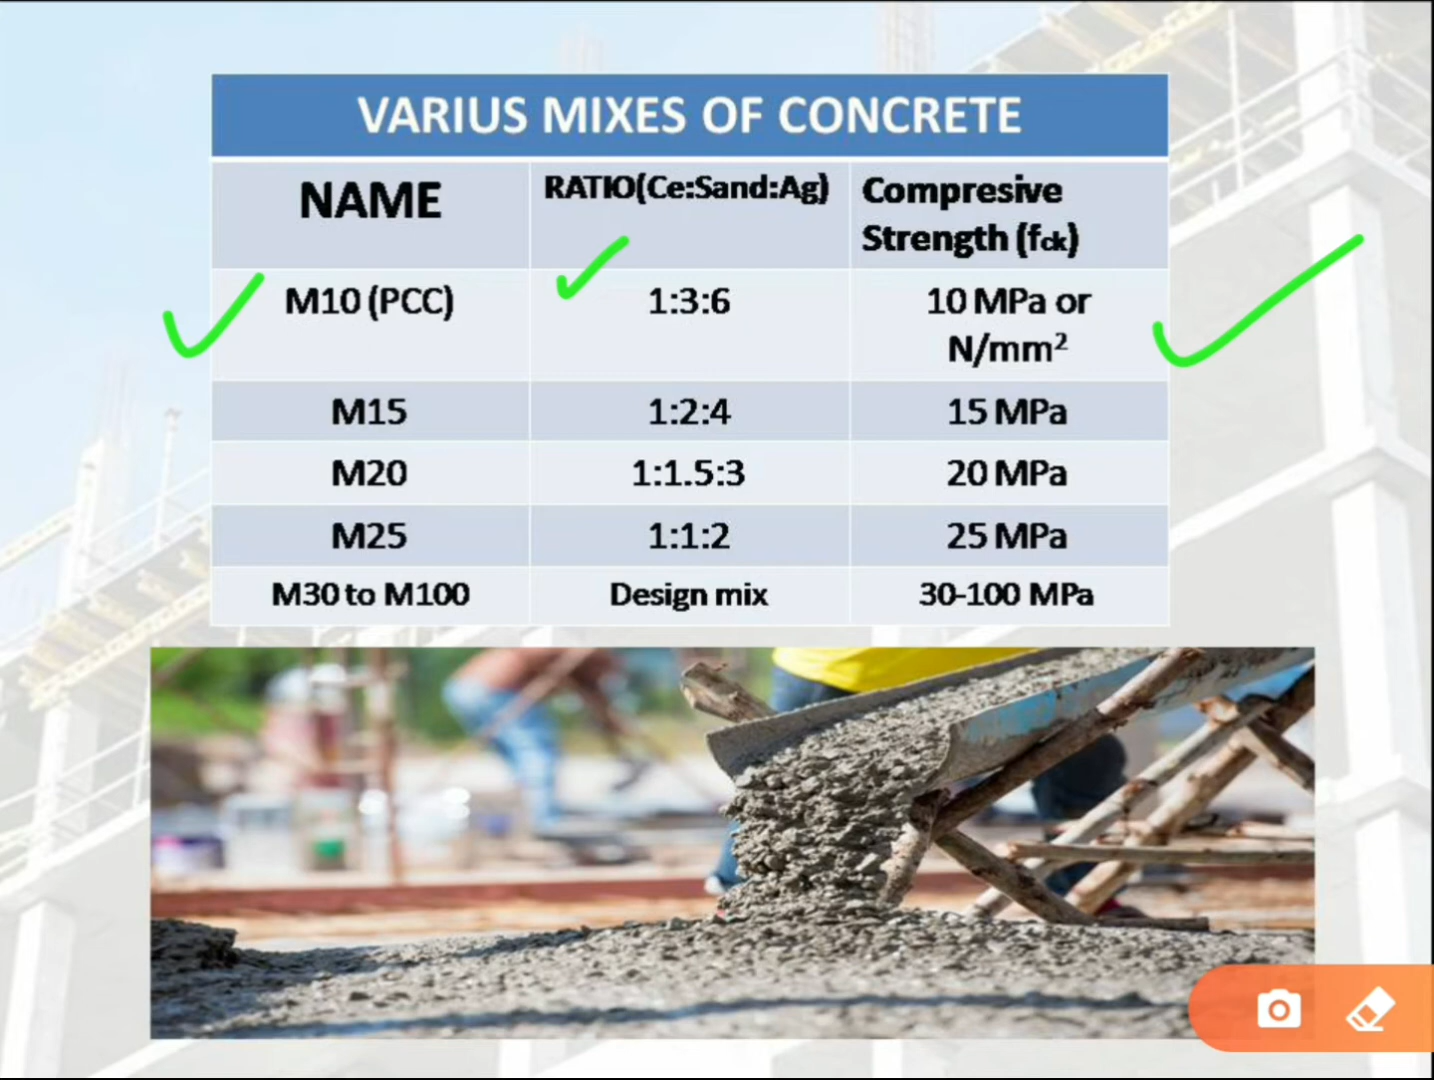 VARIUS MIXES OF CONCRETE
NAME
RATIO(Ce:Sand:Ag)
Compresive
Strength (fck)
M10 (PCC)
1:3:6
10 MPa or
N/mm²
M15
1:2:4
15 MPa
M20
1:1.5:3
20 MPa
M25
1:1:2
25 MPa
M30 to M100
Design mix
30-100 MPa